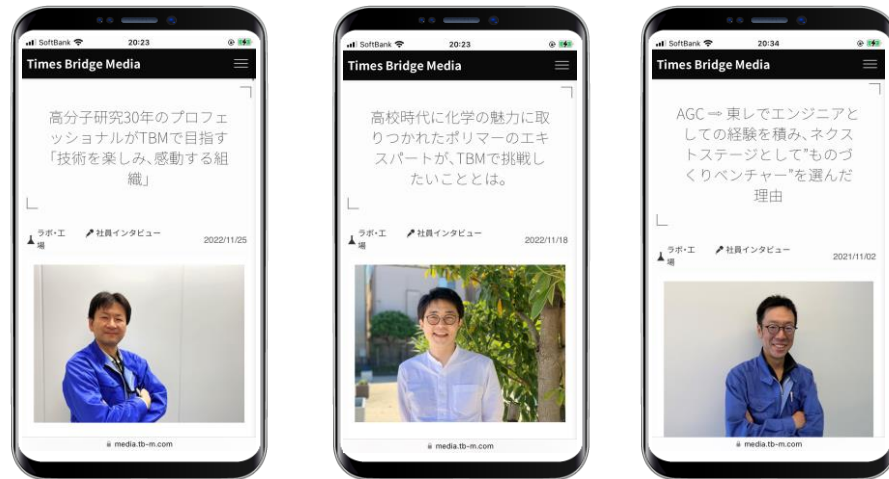 SoftBank 20:23
Times Bridge Media
高分子研究30年のプロフェ
ッショナルがTBMで目指す
「技術を楽しみ、感動する組
織」
ラボ・工
場
社員インタビュー
2022/11/25
media.tb-m.com
SoftBank 20:23
Times Bridge Media
高校時代に化学の魅力に取
りつかれたポリマーのエキ
スパートが、TBMで挑戦し
たいこととは。
ラボ・工
場
社員インタビュー
2022/11/18
media.tb-m.com
SoftBank 20:34
Times Bridge Media
AGC⇒東レでエンジニアと
しての経験を積み、ネクス
トステージとして"ものづ
くりベンチャー"を選んだ
理由
ラボ・工
場
社員インタビュー
2021/11/02
media.tb-m.com